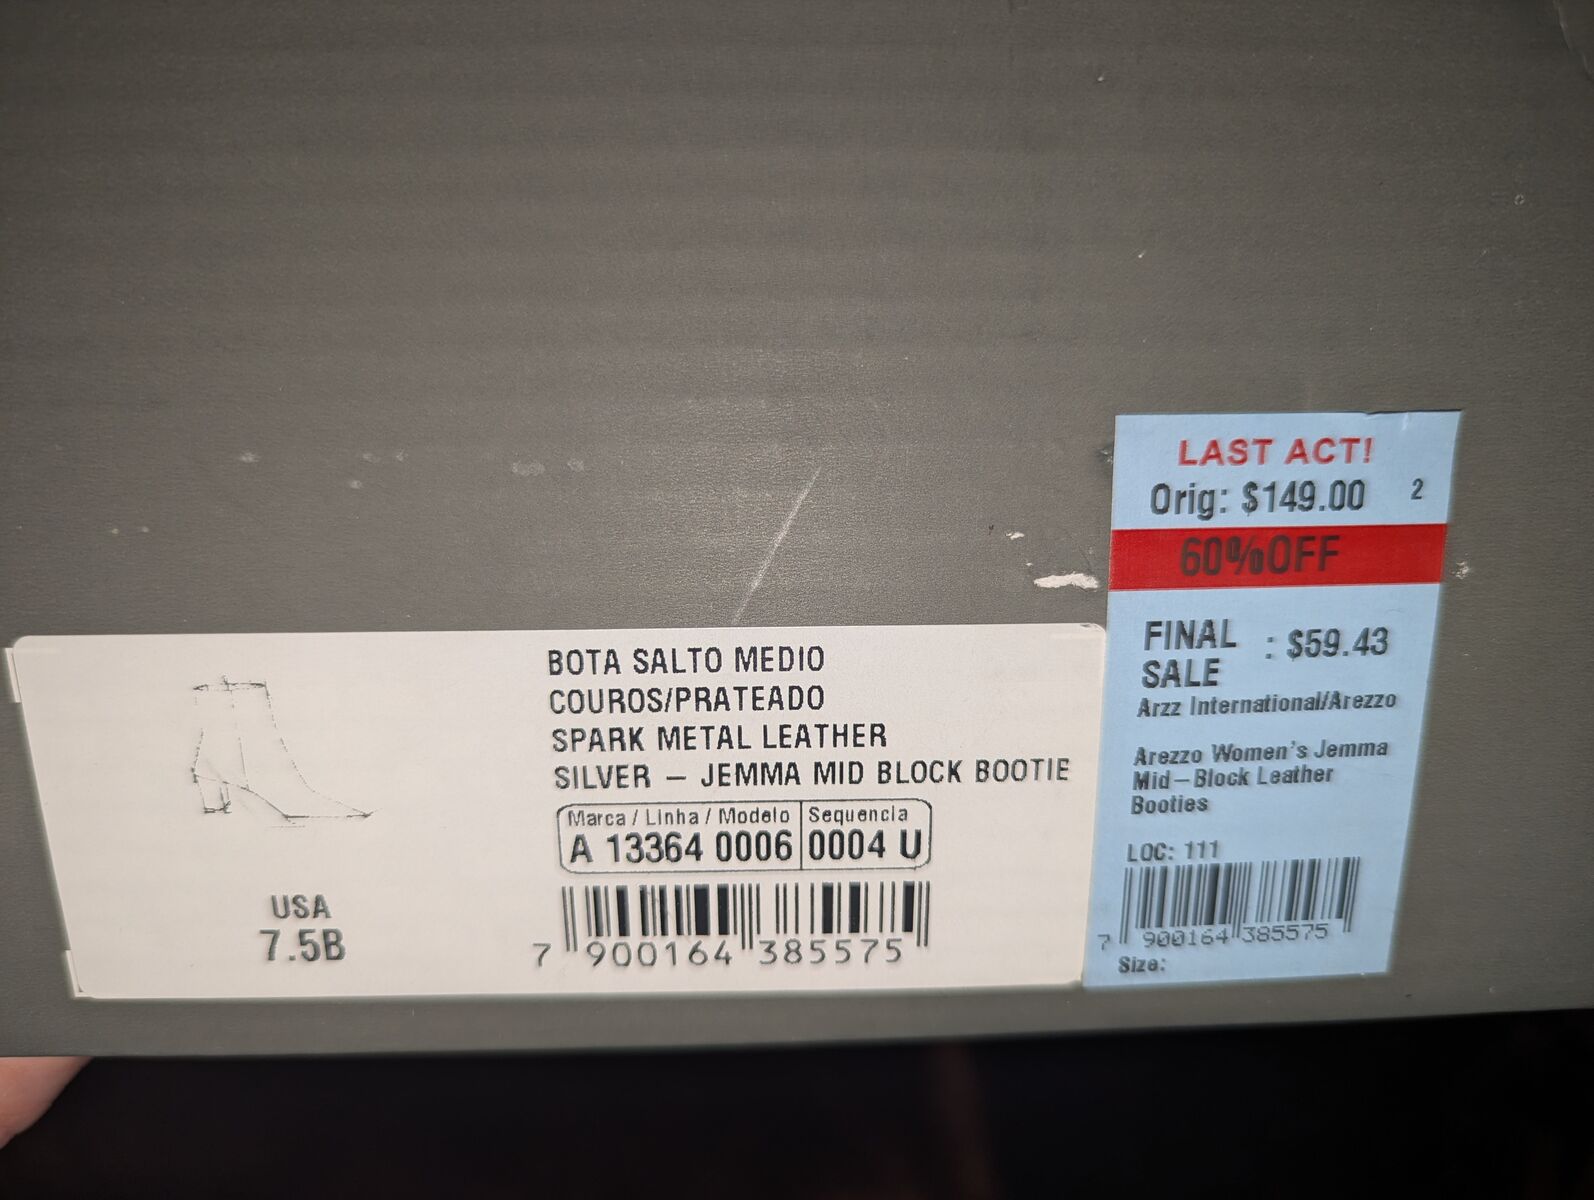 BOTA SALTO MEDIO
COUROS/PRATEADO
SPARK METAL LEATHER
SILVER – JEMMA MID BLOCK BOOTIE
Marca / Linha / Modelo Sequencia
A 13364 0006 0004 U
7 900164 385575
USA
7.5B
LAST ACT!
Orig: $149.00 2
60%OFF
FINAL SALE : $59.43
Arzz International/Arezzo
Arezzo Women's Jemma
Mid-Block Leather
Booties
LOC: 111
7 900164 385575
Size: